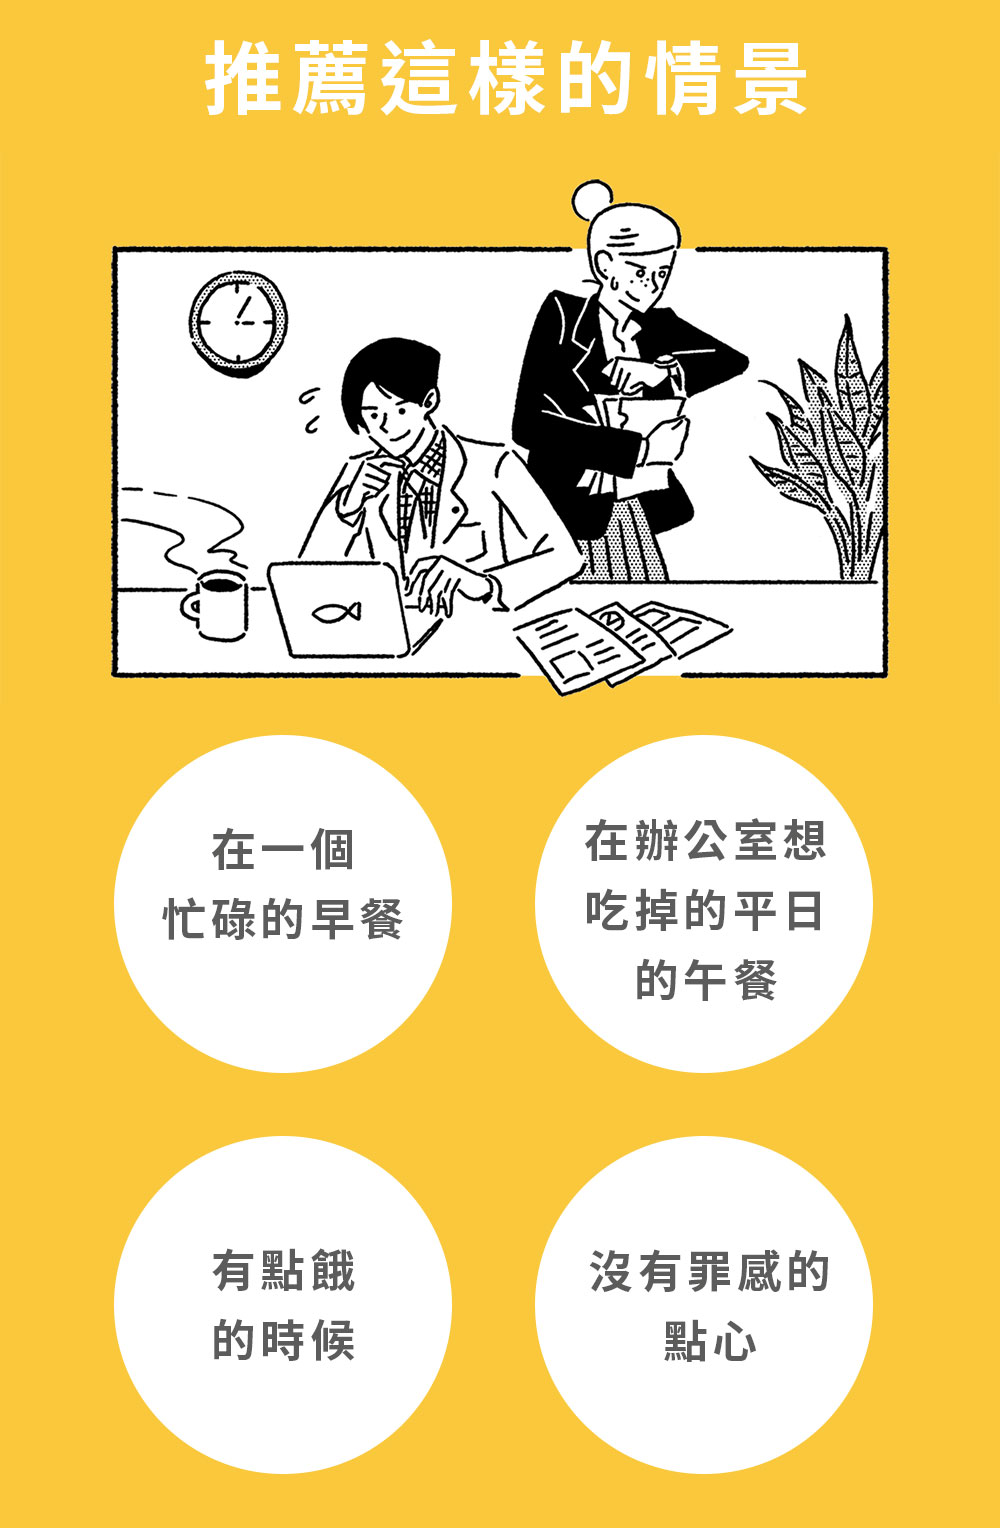 推薦這樣的情景
在一個
忙碌的早餐
在辦公室想
吃掉的平日
的午餐
有點餓
的時候
沒有罪感的
點心